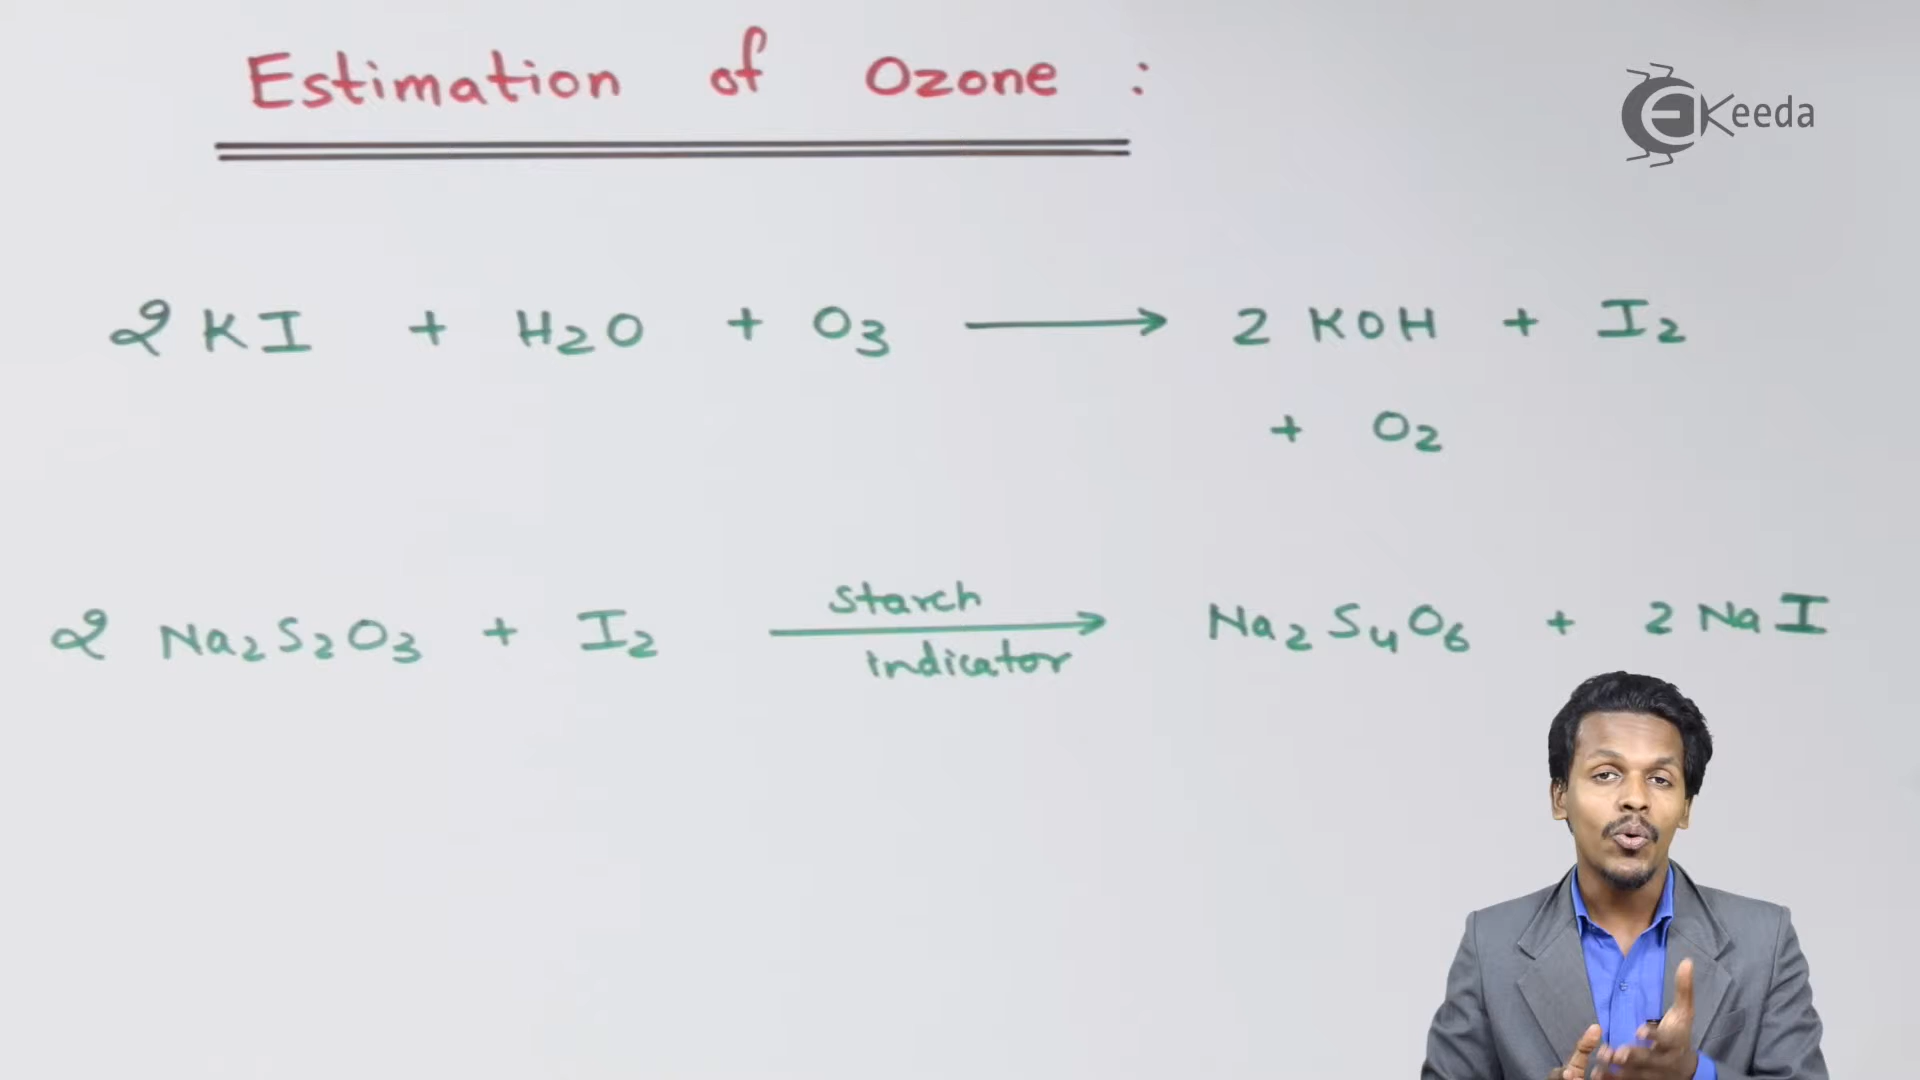 Estimation of Ozone :
EKeeda
2 KI + H2O + O3 ⟶ 2 KOH + I2
+ O2
2 Na2S2O3 + I2 starch ⟶ indicator Na2S4O6 + 2 NaI